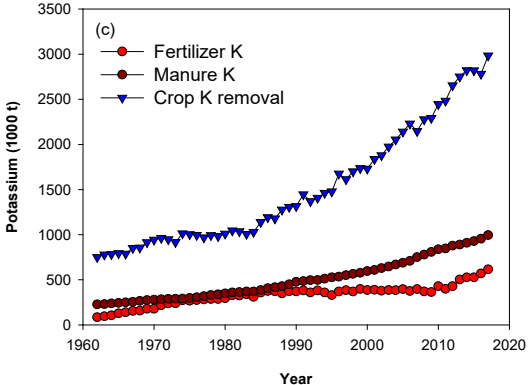 (c)
Fertilizer K
Manure K
Crop K removal
Potassium (1000 t)
3500
3000
2500
2000
1500
1000
500
0
1960 1970 1980 1990 2000 2010 2020
Year